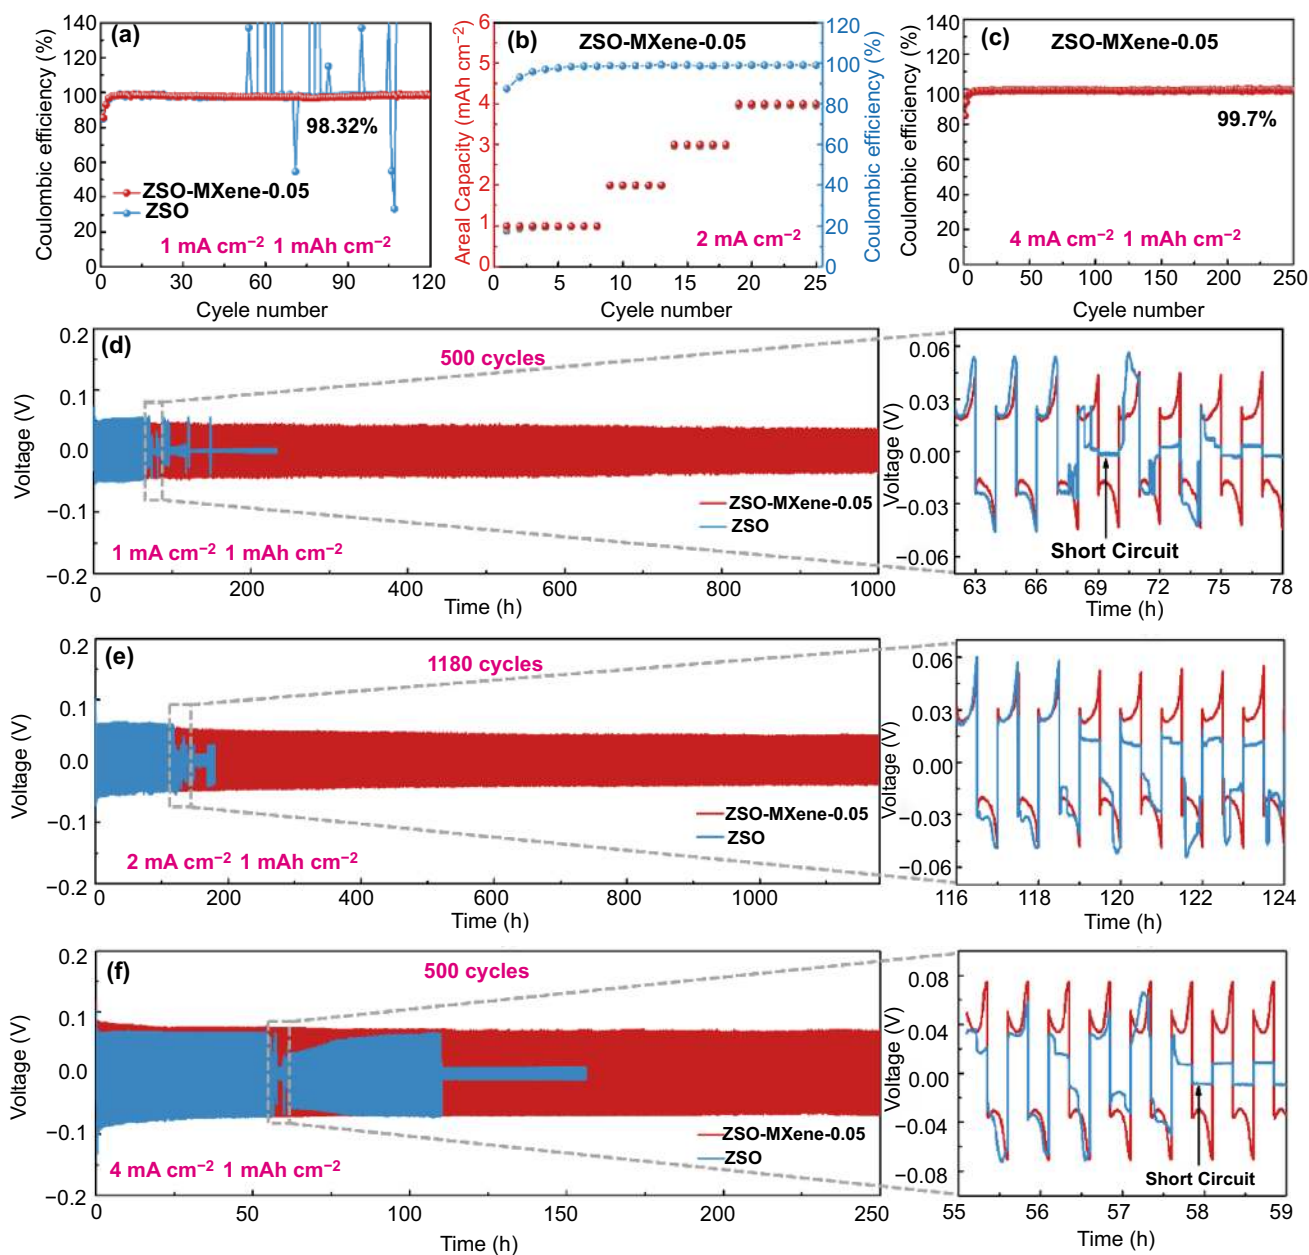 (a)
Coulombic efficiency (%)
140
120
100
80
60
40
20
0
98.32%
ZSO-MXene-0.05
ZSO
1 mA cm⁻² 1 mAh cm⁻²
0 30 60 90 120
Cyele number
(b)
ZSO-MXene-0.05
Areal Capacity (mAh cm⁻²)
6
5
4
3
2
1
0
2 mA cm⁻²
120
100
80
60
40
20
0
Coulombic efficiency (%)
0 5 10 15 20 25
Cyele number
(c)
ZSO-MXene-0.05
Coulombic efficiency (%)
140
120
100
80
60
40
20
0
99.7%
4 mA cm⁻² 1 mAh cm⁻²
0 50 100 150 200 250
Cyele number
(d)
500 cycles
Voltage (V)
0.2
0.1
0.0
−0.1
−0.2
ZSO-MXene-0.05
ZSO
1 mA cm⁻² 1 mAh cm⁻²
0 200 400 600 800 1000
Time (h)
Voltage (V)
0.06
0.03
0.00
−0.03
−0.06
Short Circuit
63 66 69 72 75 78
Time (h)
(e)
1180 cycles
Voltage (V)
0.2
0.1
0.0
−0.1
−0.2
ZSO-MXene-0.05
ZSO
2 mA cm⁻² 1 mAh cm⁻²
0 200 400 600 800 1000
Time (h)
Voltage (V)
0.06
0.03
0.00
−0.03
−0.06
116 118 120 122 124
Time (h)
(f)
500 cycles
Voltage (V)
0.2
0.1
0.0
−0.1
−0.2
ZSO-MXene-0.05
ZSO
4 mA cm⁻² 1 mAh cm⁻²
0 50 100 150 200 250
Time (h)
Voltage (V)
0.08
0.04
0.00
−0.04
−0.08
Short Circuit
55 56 57 58 59
Time (h)